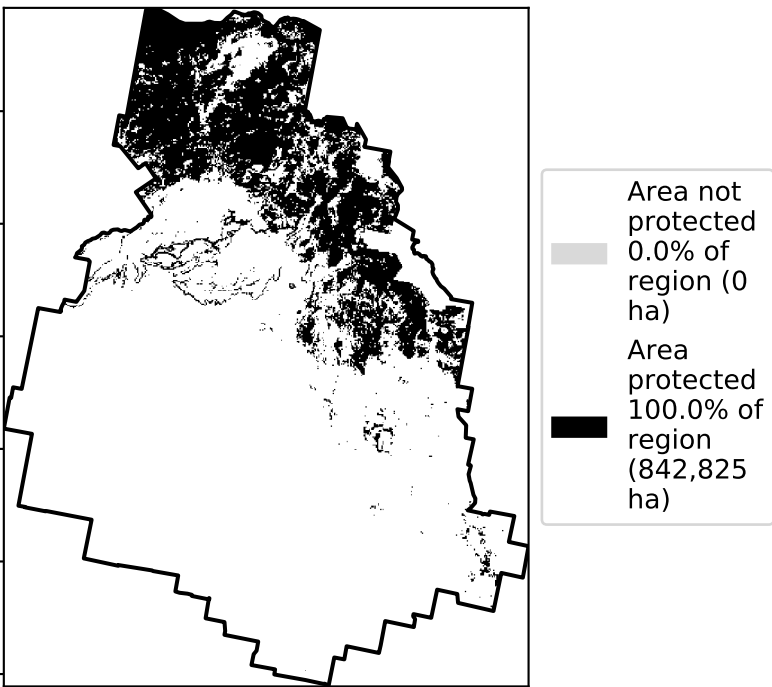 Area not
protected
0.0% of
region (0
ha)
Area
protected
100.0% of
region
(842,825
ha)